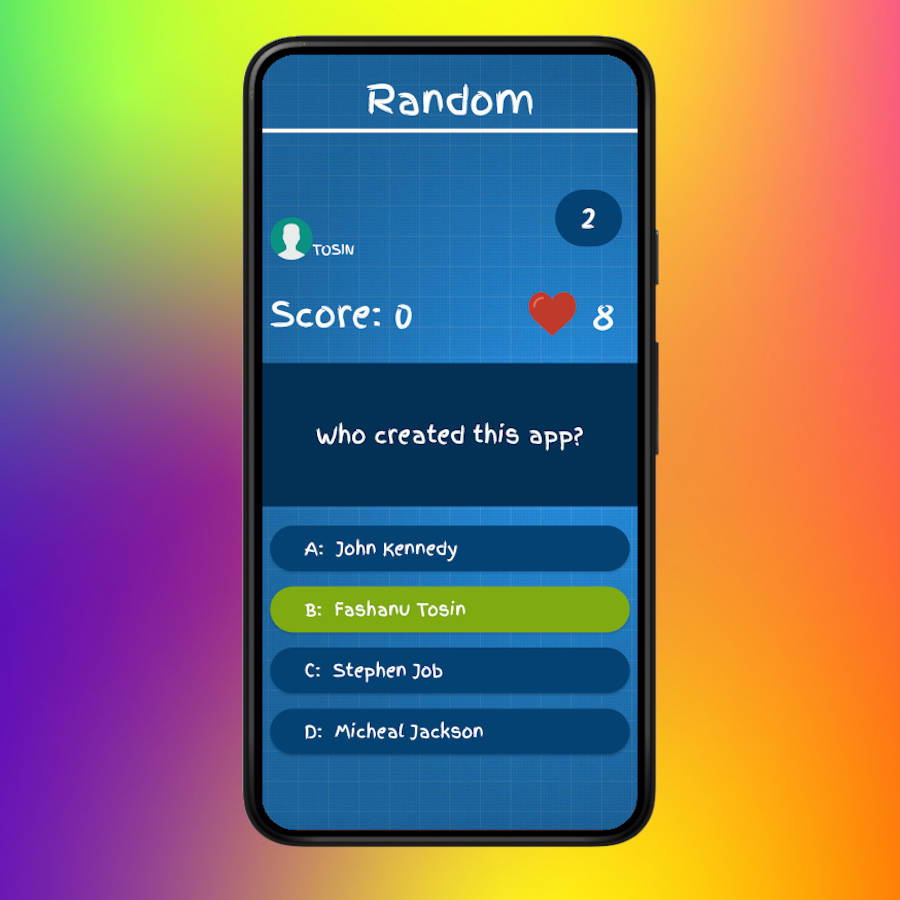 Random
2
TOSIN
Score: 0
8
Who created this app?
A: John Kennedy
B: Fashanu Tosin
C: Stephen Job
D: Micheal Jackson